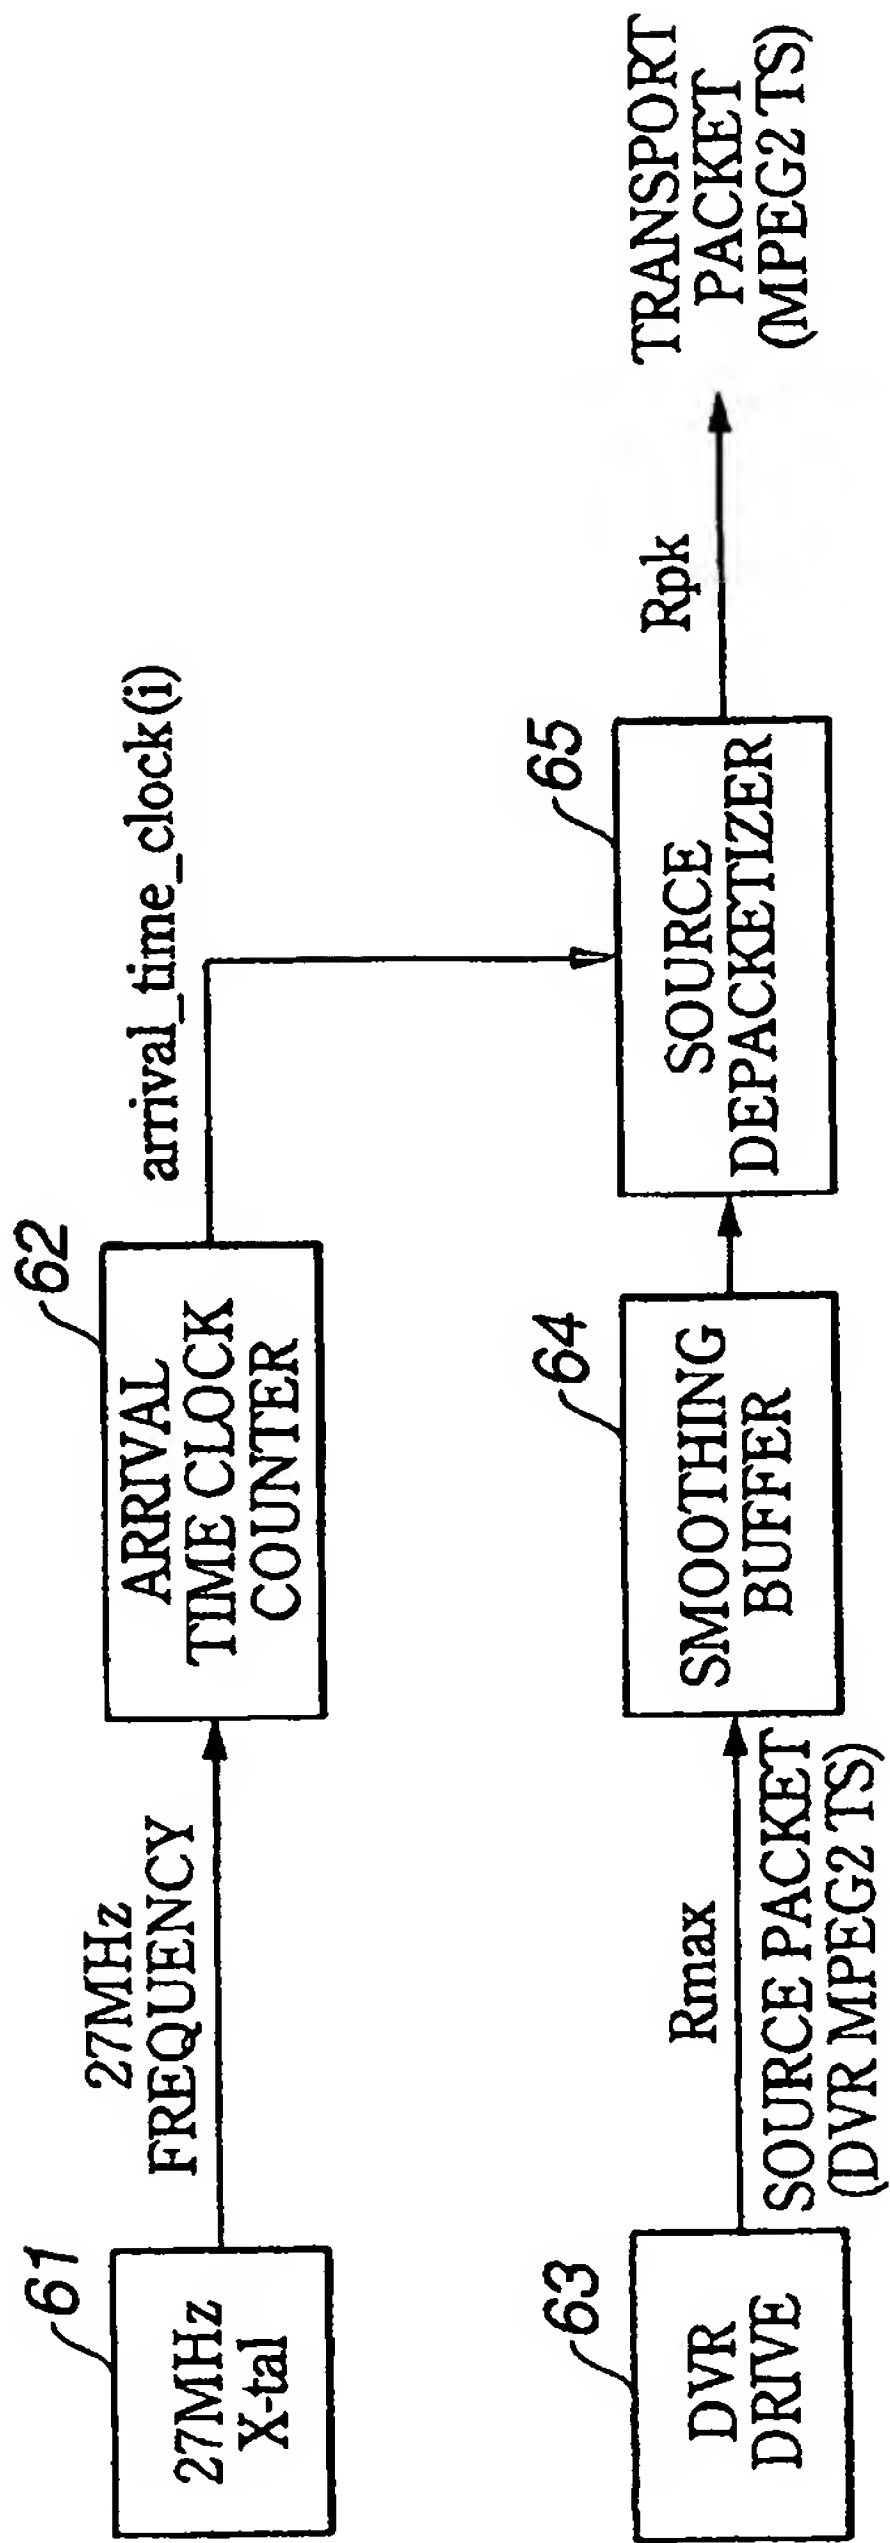 61
27MHz
X-tal
27MHz
FREQUENCY
62
ARRIVAL
TIME CLOCK
COUNTER
arrival_time_clock(i)
63
DVR
DRIVE
Rmax
SOURCE PACKET
(DVR MPEG2 TS)
64
SMOOTHING
BUFFER
65
SOURCE
DEPACKETIZER
Rpk
TRANSPORT
PACKET
(MPEG2 TS)